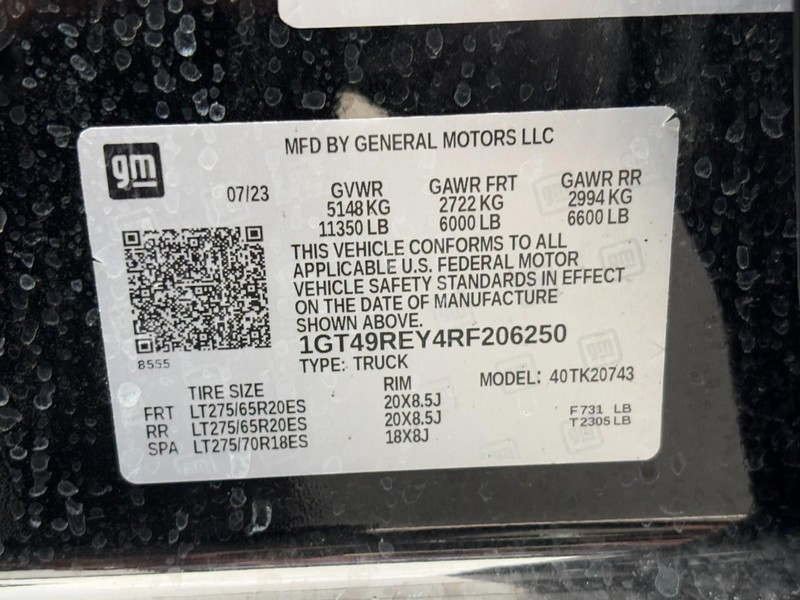 MFD BY GENERAL MOTORS LLC
gm
07/23
GVWR GAWR FRT GAWR RR
5148 KG 2722 KG 2994 KG
11350 LB 6000 LB 6600 LB
THIS VEHICLE CONFORMS TO ALL
APPLICABLE U.S. FEDERAL MOTOR
VEHICLE SAFETY STANDARDS IN EFFECT
ON THE DATE OF MANUFACTURE
SHOWN ABOVE.
1GT49REY4RF206250
8555
TYPE: TRUCK
MODEL: 40TK20743
TIRE SIZE RIM
FRT LT275/65R20ES 20X8.5J
RR LT275/65R20ES 20X8.5J
SPA LT275/70R18ES 18X8J
F731 LB
T2305 LB